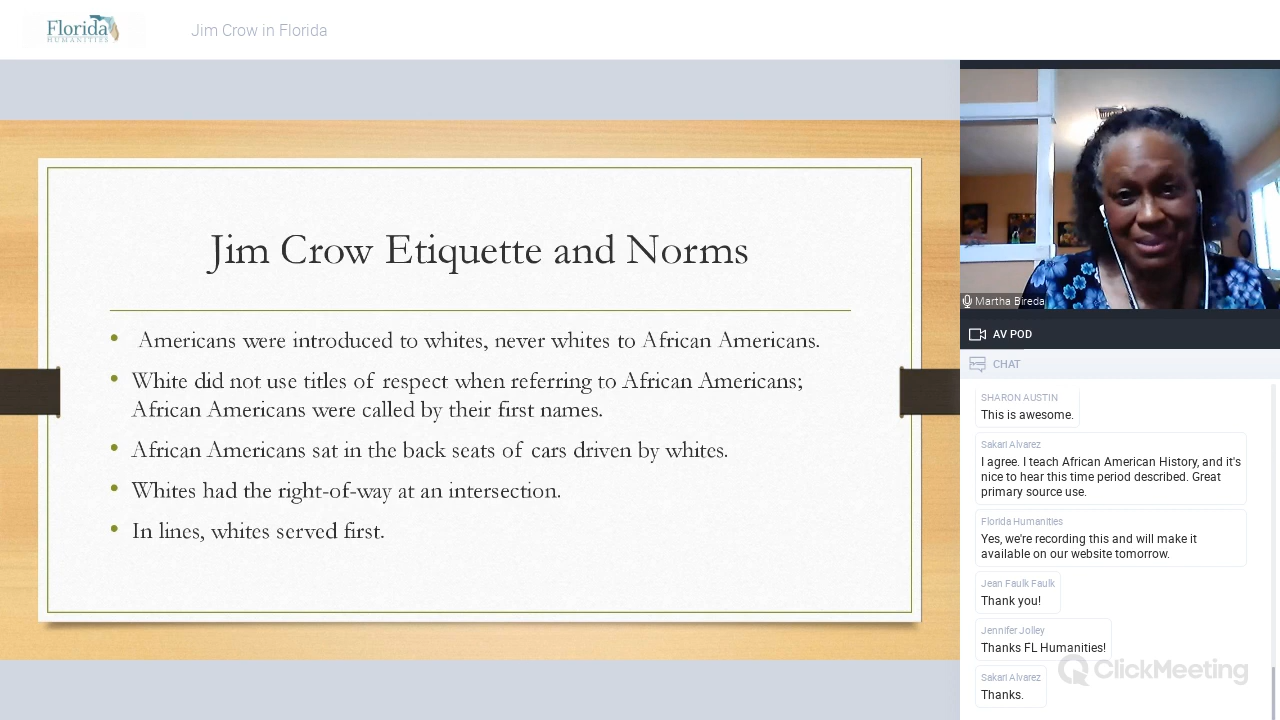 Florida
HUMANITIES
Jim Crow in Florida
Jim Crow Etiquette and Norms
• Americans were introduced to whites, never whites to African Americans.
• White did not use titles of respect when referring to African Americans;
African Americans were called by their first names.
• African Americans sat in the back seats of cars driven by whites.
• Whites had the right-of-way at an intersection.
• In lines, whites served first.
Martha Bireda
AV POD
CHAT
SHARON AUSTIN
This is awesome.
Sakari Alvarez
I agree. I teach African American History, and it's
nice to hear this time period described. Great
primary source use.
Florida Humanities
Yes, we're recording this and will make it
available on our website tomorrow.
Jean Faulk Faulk
Thank you!
Jennifer Jolley
Thanks FL Humanities!
Sakari Alvarez
Thanks.
ClickMeeting